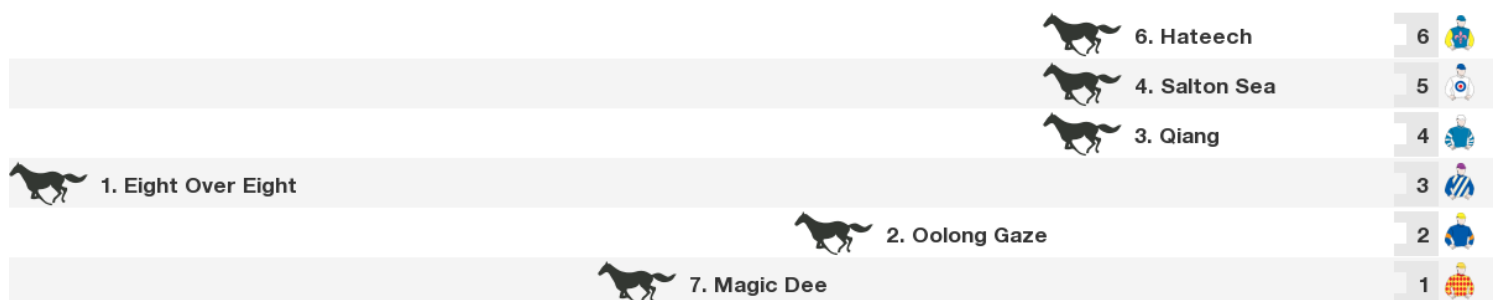 6. Hateech 6
4. Salton Sea 5
3. Qiang 4
1. Eight Over Eight 3
2. Oolong Gaze 2
7. Magic Dee 1